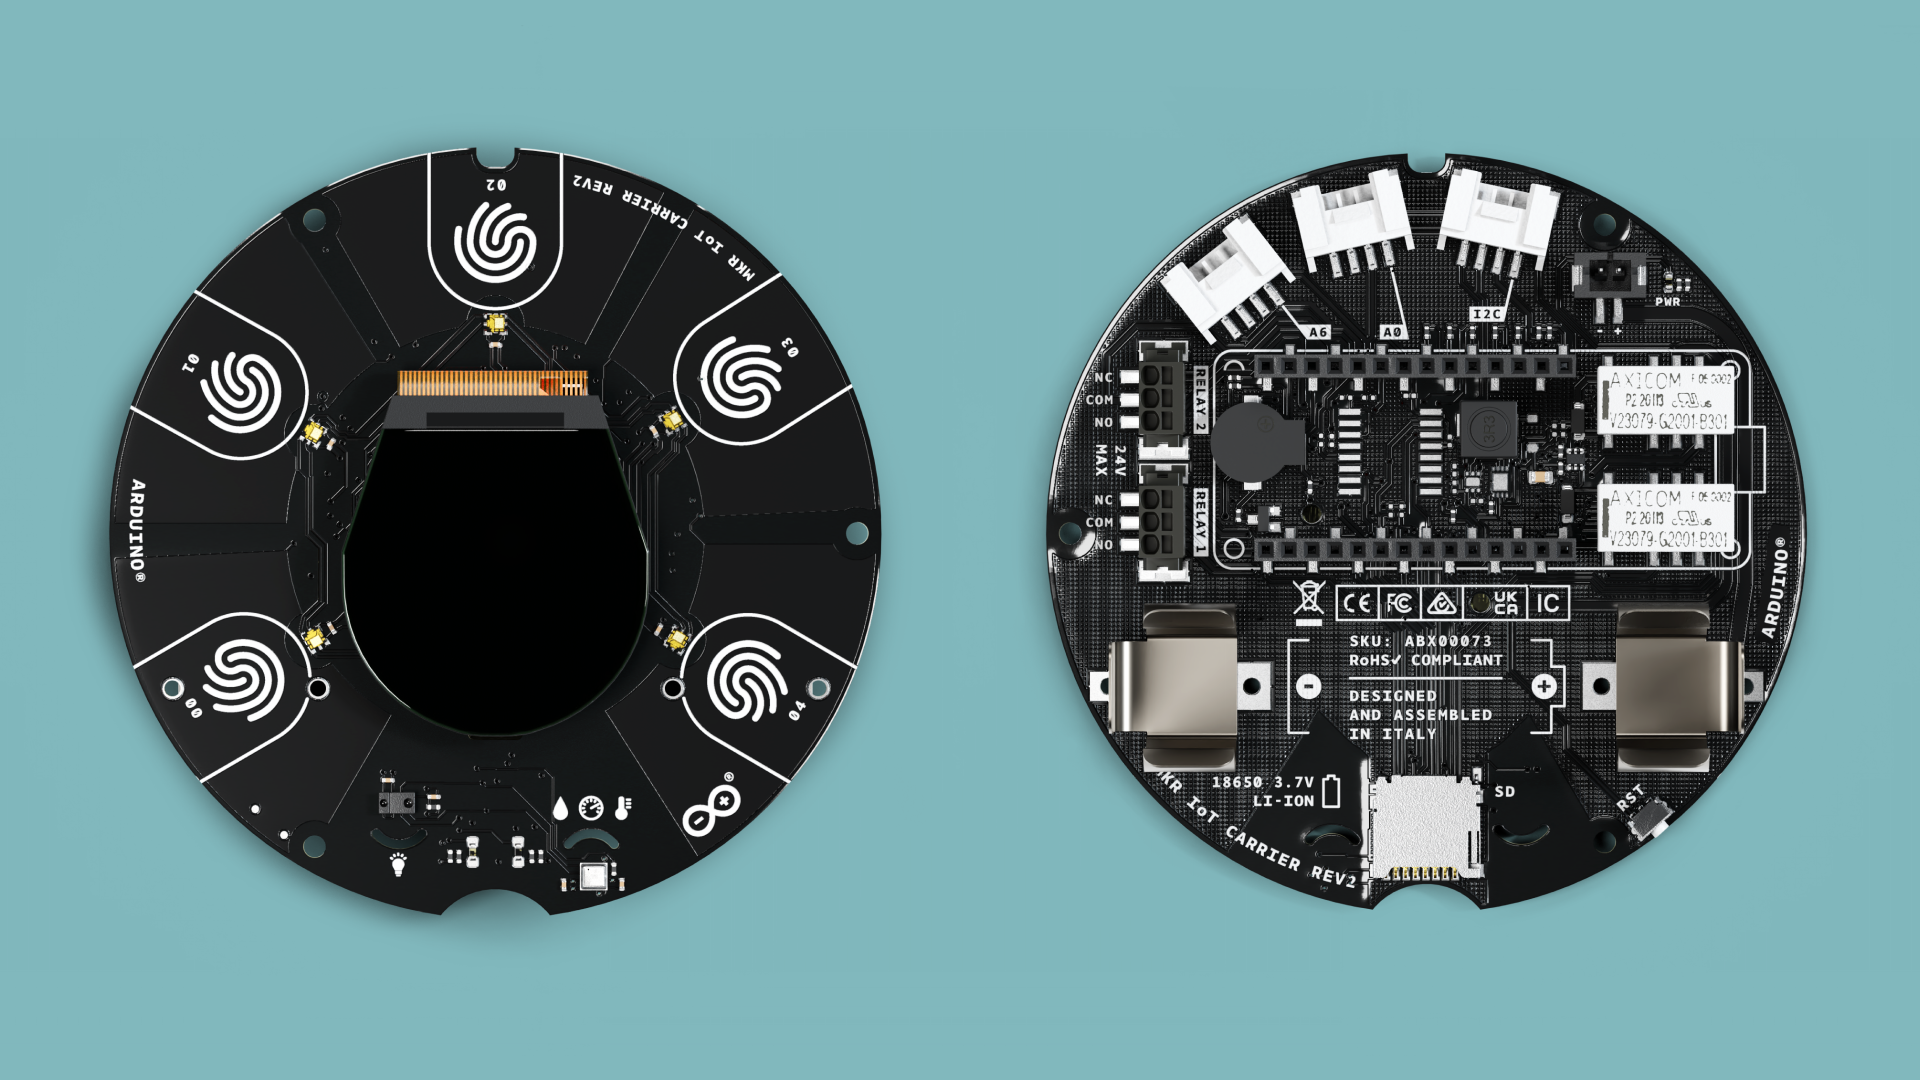 02
MKR IoT CARRIER REV2
01
03
ARDUINO®
00
04
®
A6
A0
I2C
PWR
+
NC
COM
NO
RELAY 2
24V
MAX
NC
COM
NO
RELAY 1
3R3
AXICOM
V23079-G2001-B301
AXICOM
V23079-G2001-B301
ARDUINO®
CE
FC
UK
CA
IC
SKU: ABX00073
RoHS✓ COMPLIANT
-
+
DESIGNED
AND ASSEMBLED
IN ITALY
18650 3.7V
LI-ION
SD
RST
MKR IoT CARRIER REV2